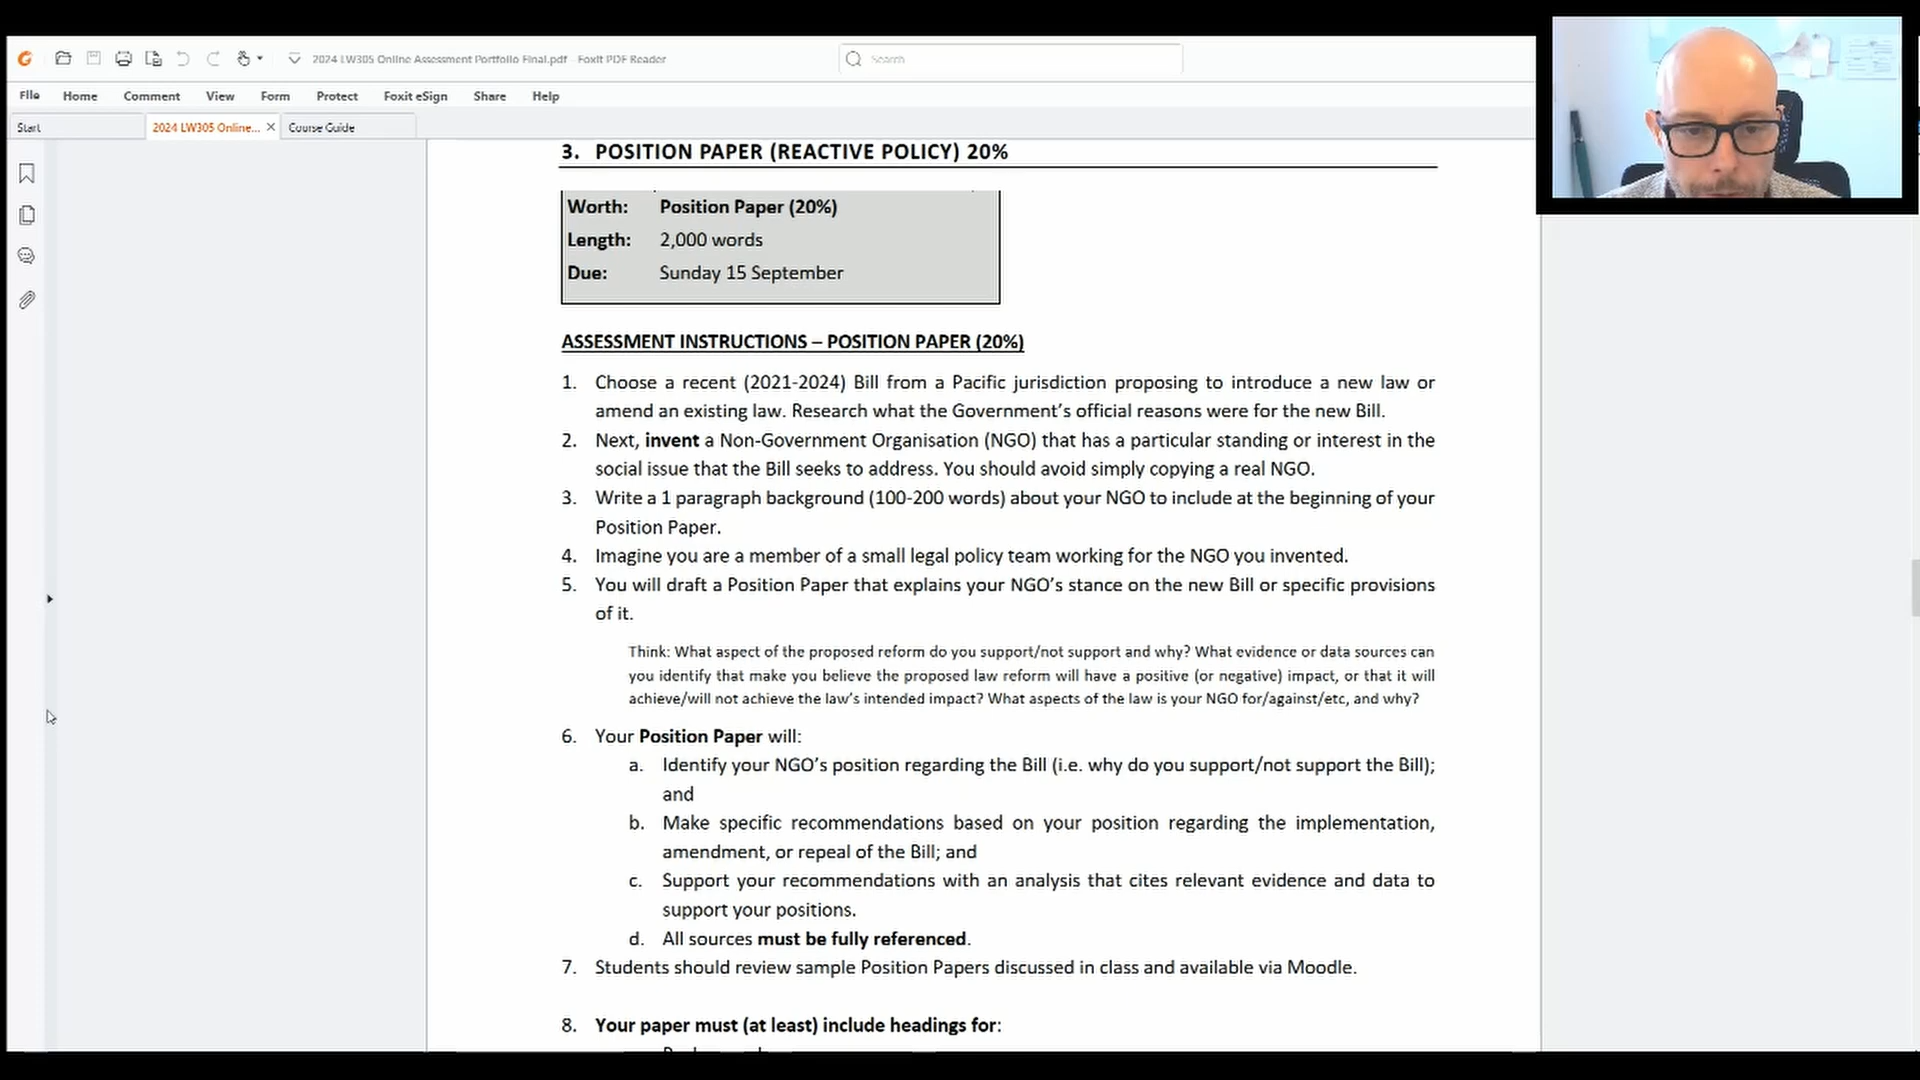 2024 LW305 Online Assessment Portfolio Final.pdf - Foxit PDF Reader
Search
File Home Comment View Form Protect Foxit eSign Share Help
Start 2024 LW305 Online... Course Guide
3. POSITION PAPER (REACTIVE POLICY) 20%
Worth: Position Paper (20%)
Length: 2,000 words
Due: Sunday 15 September
ASSESSMENT INSTRUCTIONS – POSITION PAPER (20%)
1. Choose a recent (2021-2024) Bill from a Pacific jurisdiction proposing to introduce a new law or
amend an existing law. Research what the Government's official reasons were for the new Bill.
2. Next, invent a Non-Government Organisation (NGO) that has a particular standing or interest in the
social issue that the Bill seeks to address. You should avoid simply copying a real NGO.
3. Write a 1 paragraph background (100-200 words) about your NGO to include at the beginning of your
Position Paper.
4. Imagine you are a member of a small legal policy team working for the NGO you invented.
5. You will draft a Position Paper that explains your NGO's stance on the new Bill or specific provisions
of it.
Think: What aspect of the proposed reform do you support/not support and why? What evidence or data sources can
you identify that make you believe the proposed law reform will have a positive (or negative) impact, or that it will
achieve/will not achieve the law's intended impact? What aspects of the law is your NGO for/against/etc, and why?
6. Your Position Paper will:
a. Identify your NGO's position regarding the Bill (i.e. why do you support/not support the Bill);
and
b. Make specific recommendations based on your position regarding the implementation,
amendment, or repeal of the Bill; and
c. Support your recommendations with an analysis that cites relevant evidence and data to
support your positions.
d. All sources must be fully referenced.
7. Students should review sample Position Papers discussed in class and available via Moodle.
8. Your paper must (at least) include headings for: